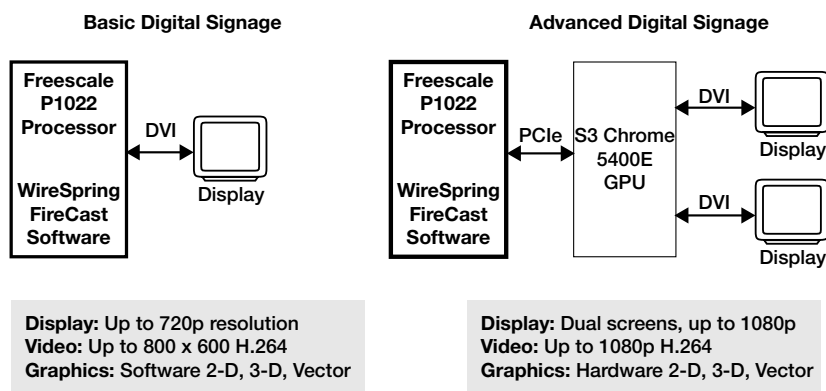 Basic Digital Signage
Freescale
P1022
Processor
WireSpring
FireCast
Software
DVI
Display
Display: Up to 720p resolution
Video: Up to 800 x 600 H.264
Graphics: Software 2-D, 3-D, Vector
Advanced Digital Signage
Freescale
P1022
Processor
WireSpring
FireCast
Software
PCIe
S3 Chrome
5400E
GPU
DVI
Display
DVI
Display
Display: Dual screens, up to 1080p
Video: Up to 1080p H.264
Graphics: Hardware 2-D, 3-D, Vector